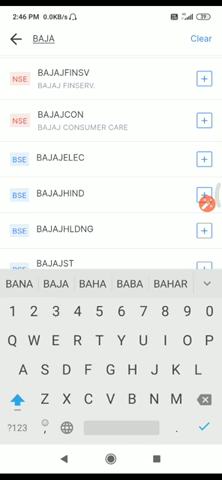 2:46 PM 0.0KB/s
BAJA Clear
NSE BAJAJFINSV
BAJAJ FINSERV.
NSE BAJAJCON
BAJAJ CONSUMER CARE
BSE BAJAJELEC
BSE BAJAJHIND
BSE BAJAJHLDNG
BSE BAJAJST
BANA BAJA BAHA BABA BAHAR
1 2 3 4 5 6 7 8 9 0
Q W E R T Y U I O P
A S D F G H J K L
Z X C V B N M
?123 , .